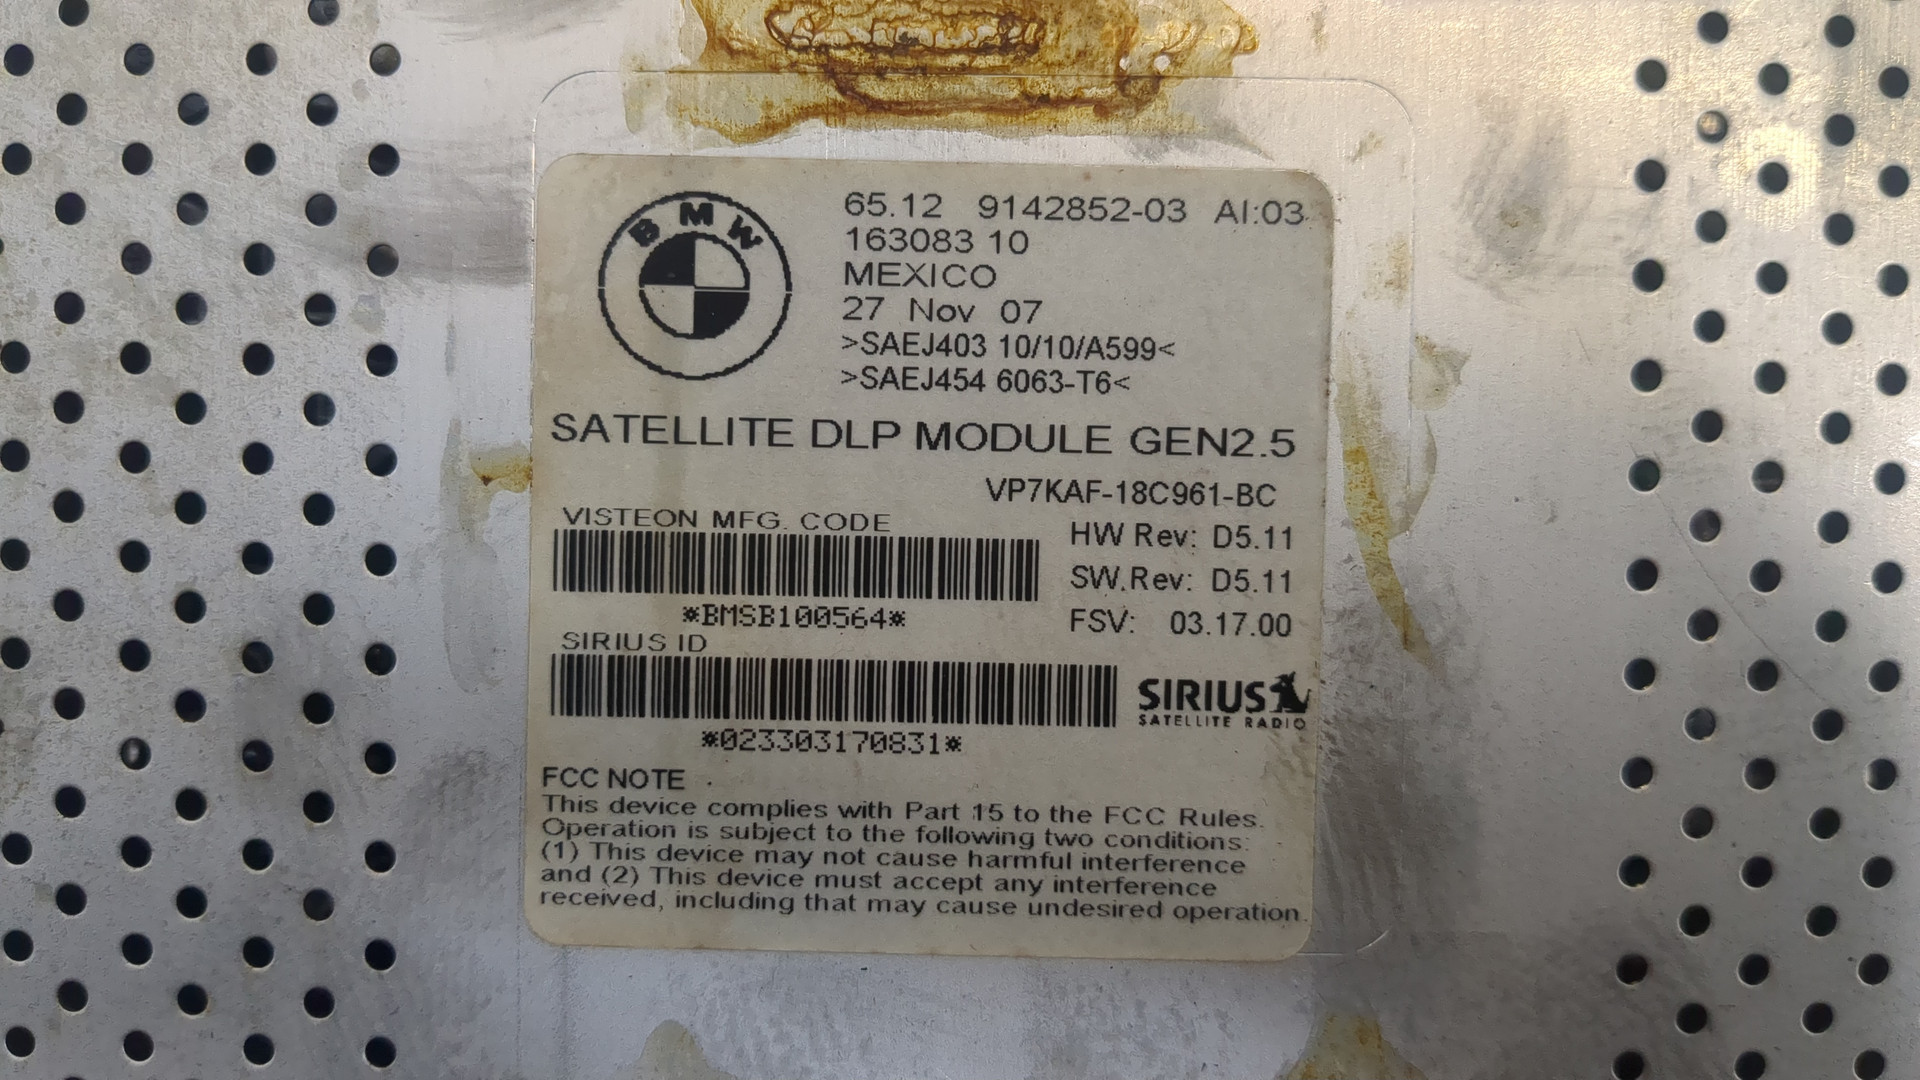 BMW
65.12 9142852-03 AI:03
163083 10
MEXICO
27 Nov 07
>SAEJ403 10/10/A599<
>SAEJ454 6063-T6<
SATELLITE DLP MODULE GEN2.5
VP7KAF-18C961-BC
VISTEON MFG. CODE
HW Rev: D5.11
SW.Rev: D5.11
*BMSB100564*
FSV: 03.17.00
SIRIUS ID
SIRIUS
SATELLITE RADIO
*023303170831*
FCC NOTE
This device complies with Part 15 to the FCC Rules.
Operation is subject to the following two conditions:
(1) This device may not cause harmful interference
and (2) This device must accept any interference
received, including that may cause undesired operation.